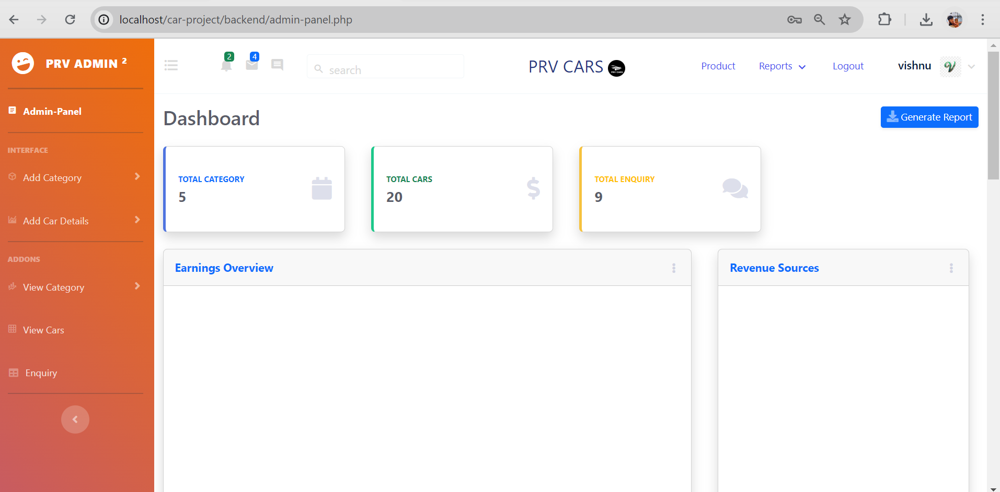 localhost/car-project/backend/admin-panel.php
PRV ADMIN 2
Admin-Panel
INTERFACE
Add Category
Add Car Details
ADDONS
View Category
View Cars
Enquiry
2
4
search
PRV CARS
PRV CARS
Product
Reports
Logout
vishnu
V
Dashboard
Generate Report
TOTAL CATEGORY
5
TOTAL CARS
20
TOTAL ENQUIRY
9
Earnings Overview
Revenue Sources